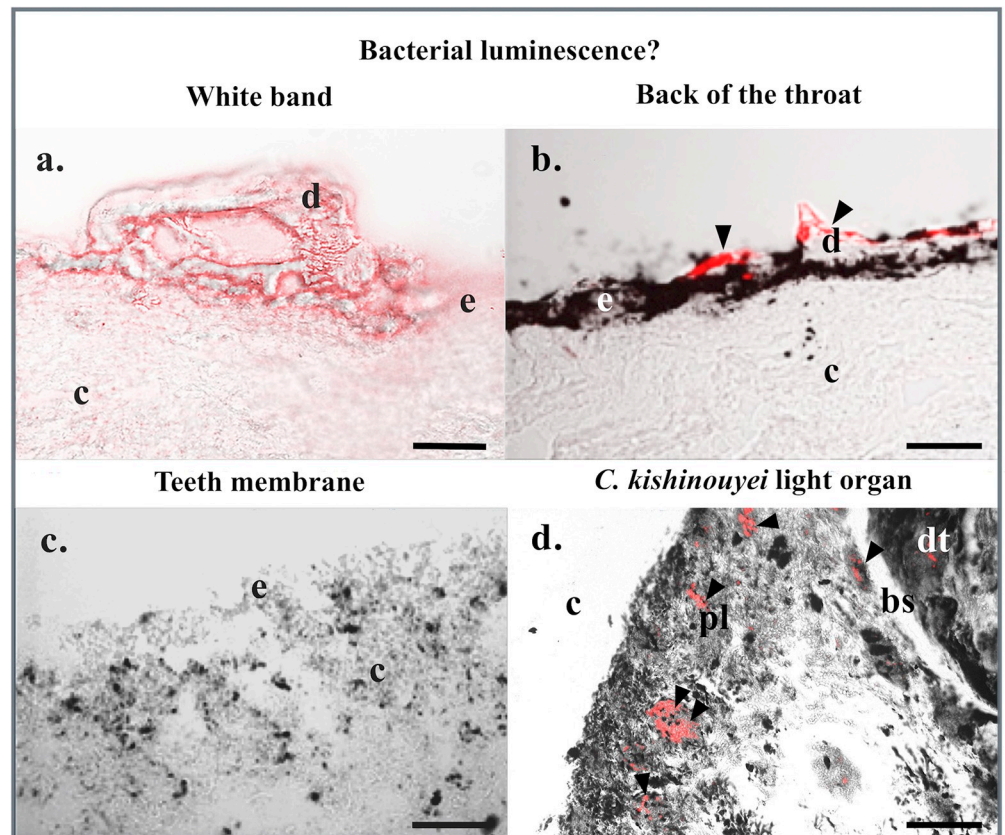 Bacterial luminescence?
White band
Back of the throat
a.
d
e
c
b.
d
e
c
Teeth membrane
C. kishinouyei light organ
c.
e
c
d.
dt
c
bs
pl